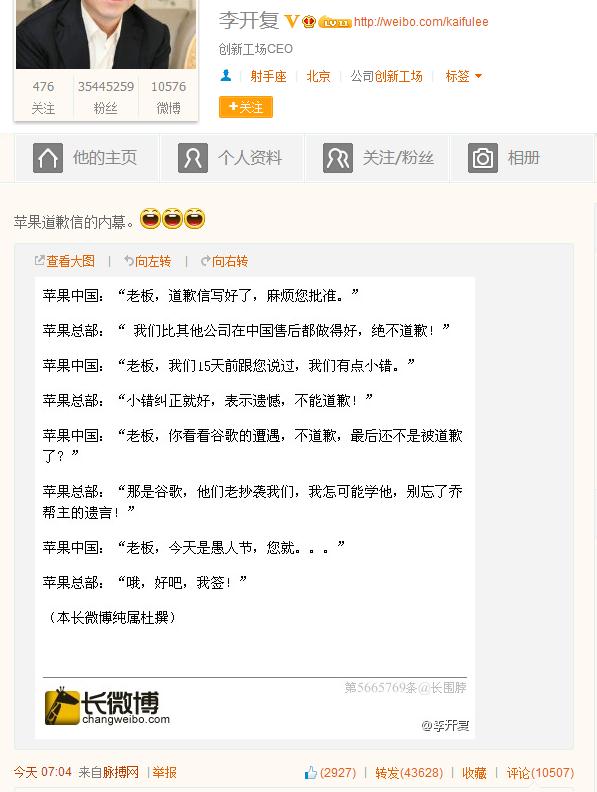 李开复 V LV 11 http://weibo.com/kaifulee
创新工场CEO
射手座 | 北京 | 公司创新工场 | 标签
476 35445259 10576
关注 粉丝 微博
+关注
他的主页 个人资料 关注/粉丝 相册
苹果道歉信的内幕。
查看大图 | 向左转 | 向右转
苹果中国：“老板，道歉信写好了，麻烦您批准。”
苹果总部：“ 我们比其他公司在中国售后都做得好，绝不道歉！”
苹果中国：“老板，我们15天前跟您说过，我们有点小错。”
苹果总部：“小错纠正就好，表示遗憾，不能道歉！”
苹果中国：“老板，你看看谷歌的遭遇，不道歉，最后还不是被道歉
了？”
苹果总部：“那是谷歌，他们老抄袭我们，我怎可能学他，别忘了乔
帮主的遗言！”
苹果中国：“老板，今天是愚人节，您就。。。”
苹果总部：“哦，好吧，我签！”
（本长微博纯属杜撰）
第5665769条@长围脖
长微博
changweibo.com
@李开复
今天 07:04 来自脉搏网 | 举报
(2927) | 转发(43628) | 收藏 | 评论(10507)